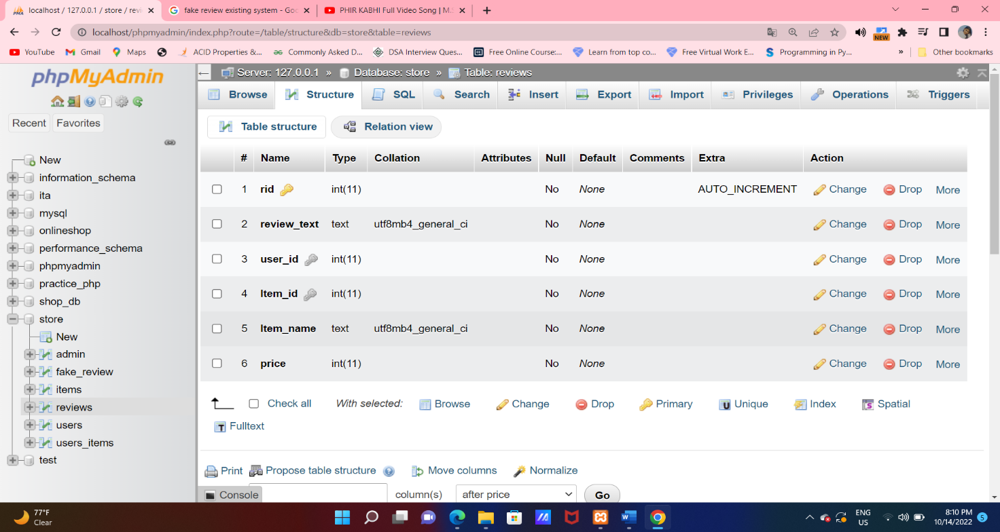 localhost / 127.0.0.1 / store / revi
fake review existing system - Goo
PHIR KABHI Full Video Song | M.S
localhost/phpmyadmin/index.php?route=/table/structure&db=store&table=reviews
NEW
YouTube Gmail Maps ACID Properties &... Commonly Asked D... DSA Interview Ques... Free Online Course:... Learn from top co... Free Virtual Work E... Programming in Py... » Other bookmarks
phpMyAdmin
Recent Favorites
New
information_schema
ita
mysql
onlineshop
performance_schema
phpmyadmin
practice_php
shop_db
store
New
admin
fake_review
items
reviews
users
users_items
test
Server: 127.0.0.1 » Database: store » Table: reviews
Browse Structure SQL Search Insert Export Import Privileges Operations Triggers
Table structure Relation view
# Name Type Collation Attributes Null Default Comments Extra Action
1 rid int(11) No None AUTO_INCREMENT Change Drop More
2 review_text text utf8mb4_general_ci No None Change Drop More
3 user_id int(11) No None Change Drop More
4 Item_id int(11) No None Change Drop More
5 Item_name text utf8mb4_general_ci No None Change Drop More
6 price int(11) No None Change Drop More
Check all With selected: Browse Change Drop Primary Unique Index Spatial
Fulltext
Print Propose table structure Move columns Normalize
Console column(s) after price Go
77°F
Clear
ENG
US
8:10 PM
10/14/2022
5